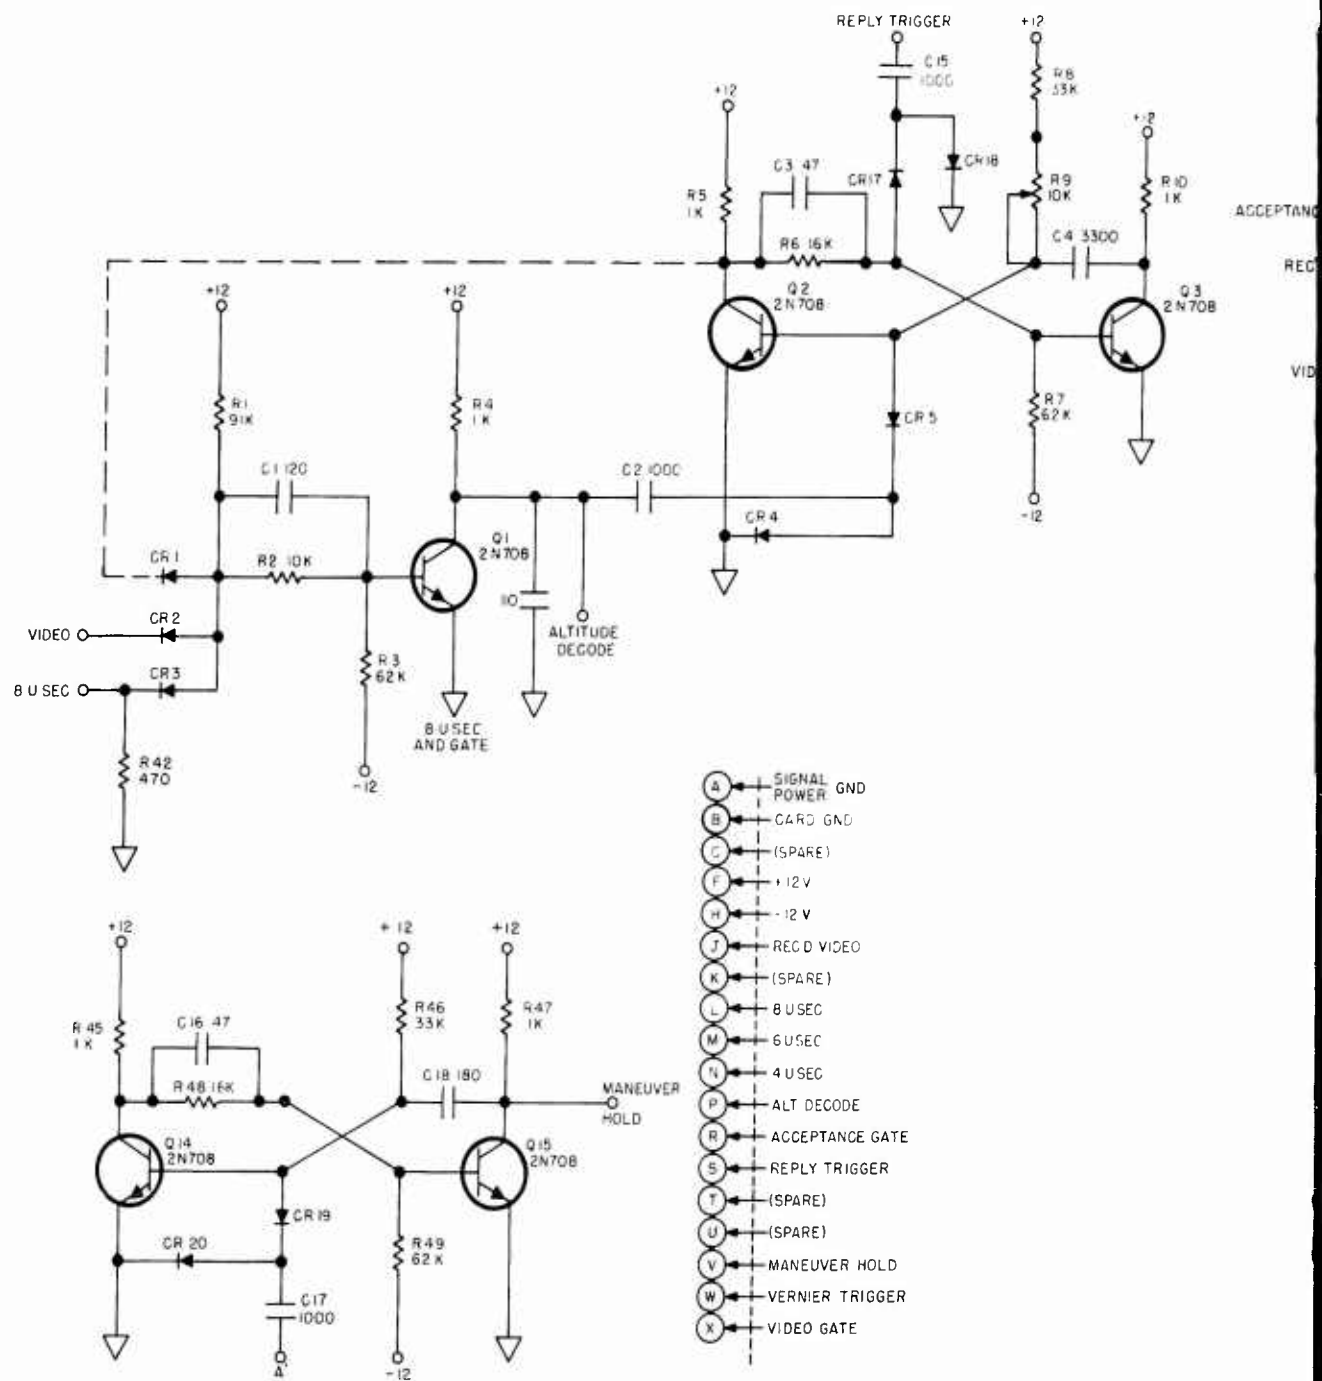 REPLY TRIGGER
+12
C15
1000
R8
33K
+12
+12
C3 47
CR17
CR18
R5
1K
R9
10K
R10
1K
R6 16K
C4 3300
ACCEPTANC
REC
VID
Q2
2N708
Q3
2N708
+12
+12
R1
91K
R4
1K
CR5
R7
62K
C1 120
C2 1000
-12
CR4
Q1
2N708
CR1
R2 10K
110
CR2
VIDEO
ALTITUDE
DECODE
CR3
8 U SEC
R3
62K
8 U SEC
AND GATE
R42
470
-12
A SIGNAL POWER GND
B CARD GND
C (SPARE)
F +12V
H -12 V
J REC D VIDEO
K (SPARE)
L 8 USEC
M 6 USEC
N 4 USEC
P ALT DECODE
R ACCEPTANCE GATE
S REPLY TRIGGER
T (SPARE)
U (SPARE)
V MANEUVER HOLD
W VERNIER TRIGGER
X VIDEO GATE
+12
+12
+12
R45
1K
C16 47
R46
33K
R47
1K
R48 16K
C18 180
MANEUVER
HOLD
Q14
2N708
Q15
2N708
CR19
CR 20
R49
62K
C17
1000
A
-12